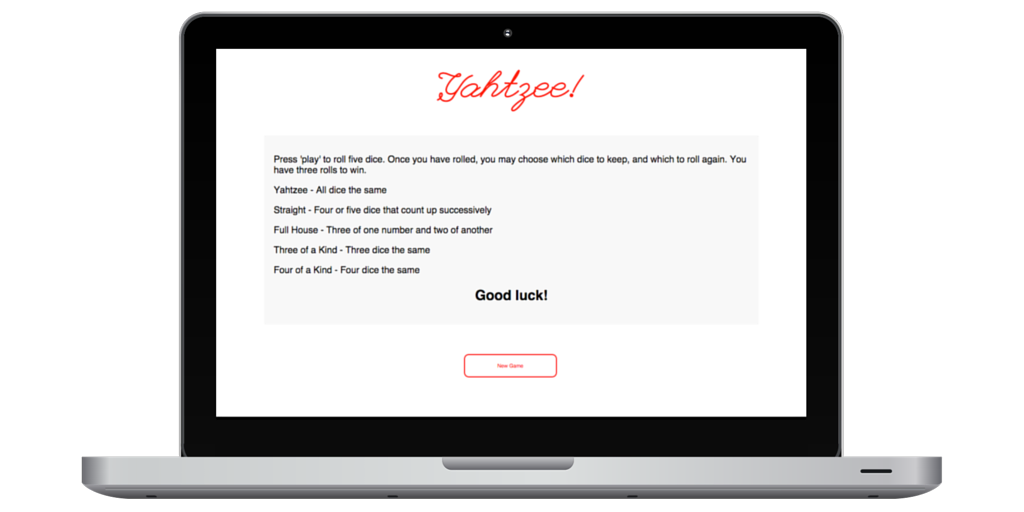 Yahtzee!
Press 'play' to roll five dice. Once you have rolled, you may choose which dice to keep, and which to roll again. You
have three rolls to win.
Yahtzee - All dice the same
Straight - Four or five dice that count up successively
Full House - Three of one number and two of another
Three of a Kind - Three dice the same
Four of a Kind - Four dice the same
Good luck!
New Game